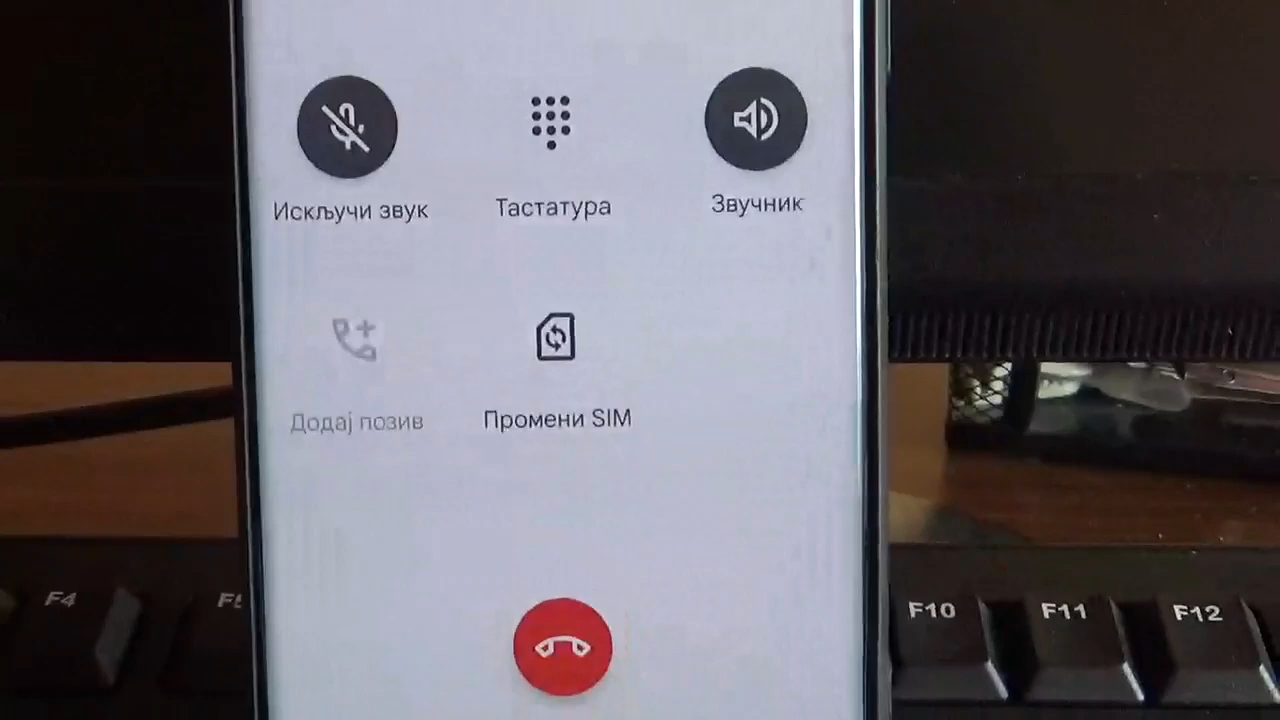 Искључи звук
Тастатура
Звучник
Додај позив
Промени SIM
F4
F10
F11
F12